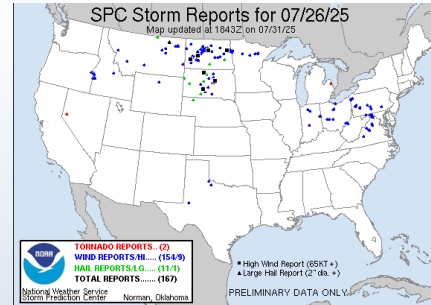 SPC Storm Reports for 07/26/25
Map updated at 1843Z on 07/31/25
NOAA
TORNADO REPORTS.. (2)
WIND REPORTS/HI..... (154/9)
HAIL REPORTS/LG..... (11/1)
TOTAL REPORTS....... (167)
National Weather Service
Storm Prediction Center Norman, Oklahoma
High Wind Report (65KT +)
Large Hail Report (2" dia. +)
PRELIMINARY DATA ONLY